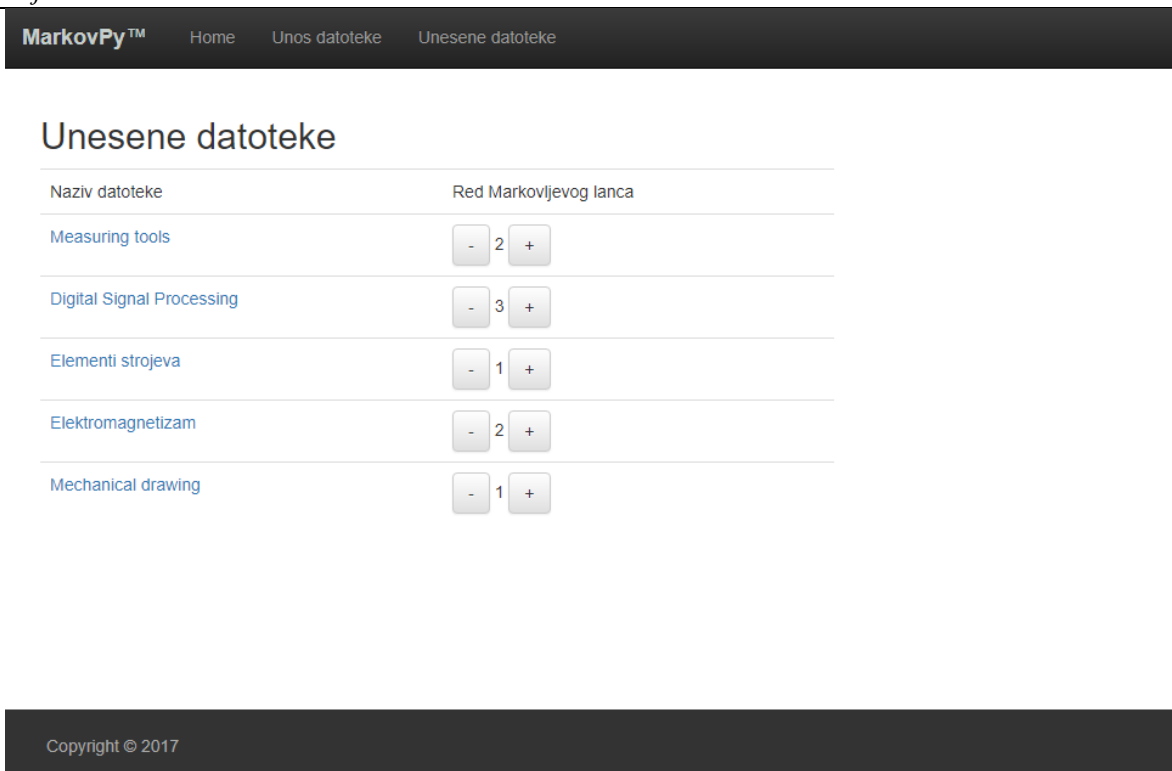 MarkovPy™ Home Unos datoteke Unesene datoteke
Unesene datoteke
Naziv datoteke Red Markovljevog lanca
Measuring tools - 2 +
Digital Signal Processing - 3 +
Elementi strojeva - 1 +
Elektromagnetizam - 2 +
Mechanical drawing - 1 +
Copyright © 2017